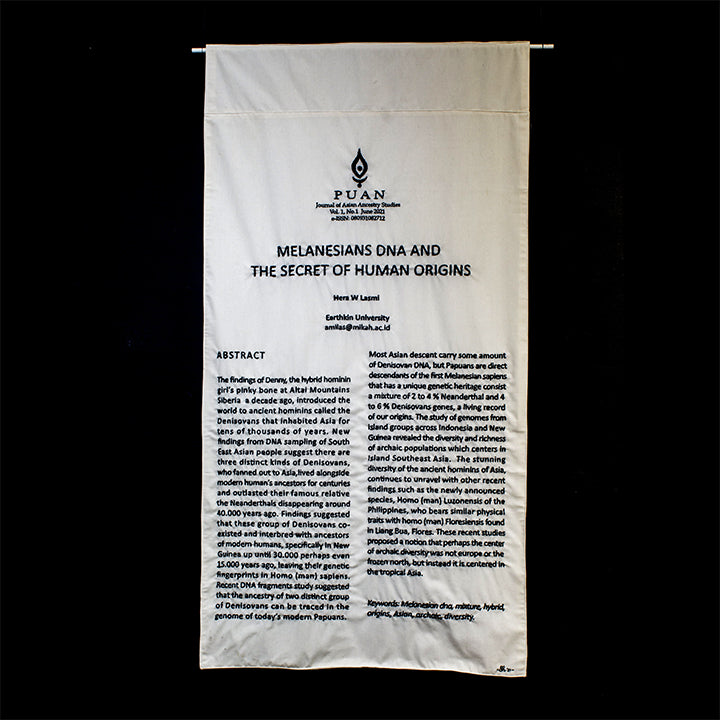 PUAN
Journal of Asian Ancestry Studies
Vol. 1, No.1 June 2021
e-ISSN: 080951082712
MELANESIANS DNA AND
THE SECRET OF HUMAN ORIGINS
Hera W Lasmi
Earthkin University
amilas@mikah.ac.id
ABSTRACT
The findings of Denny, the hybrid hominin
girl's pinky bone at Altai Mountains
Siberia a decade ago, introduced the
world to ancient hominins called the
Denisovans that inhabited Asia for
tens of thousands of years. New
findings from DNA sampling of South
East Asian people suggest there are
three distinct kinds of Denisovans,
who fanned out to Asia,lived alongside
modern human's ancestors for centuries
and outlasted their famous relative
the Neanderthals disappearing around
40.000 years ago. Findings suggested
that these group of Denisovans co-
existed and interbred with ancestors
of modern-humans, specifically in New
Guinea up until 30.000 perhaps even
15.000 years ago, leaving their genetic
fingerprints in Homo (man) sapiens.
Recent DNA fragments study suggested
that the ancestry of two distinct group
of Denisovans can be traced in the
genome of today's modern Papuans.
Most Asian descent carry some amount
of Denisovan DNA, but Papuans are direct
descendants of the first Melanesian sapiens
that has a unique genetic heritage consist
a mixture of 2 to 4 % Neanderthal and 4
to 6 % Denisovans genes, a living record
of our origins. The study of genomes from
Island groups across Indonesia and New
Guinea revealed the diversity and richness
of archaic populations which centers in
Island Southeast Asia. The stunning
diversity of the ancient hominins of Asia,
continues to unravel with other recent
findings such as the newly announced
species, Homo (man) Luzonensis of the
Philippines, who bears similar physical
traits with homo (man) Floresiensis found
in Liang Bua, Flores. These recent studies
proposed a notion that perhaps the center
of archaic diversity was not europe or the
frozen north, but instead it is centered in
the tropical Asia.
Keywords: Melanesian dna, mixture, hybrid,
origins, Asian, archaic, diversity.